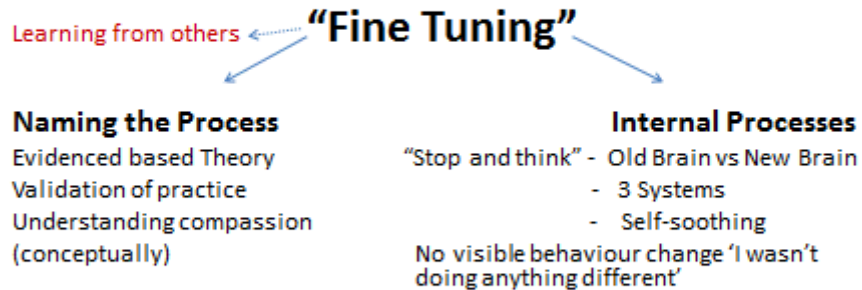 “Fine Tuning”
Learning from others
Naming the Process
Evidenced based Theory
Validation of practice
Understanding compassion
(conceptually)
Internal Processes
“Stop and think” - Old Brain vs New Brain
- 3 Systems
- Self-soothing
No visible behaviour change ‘I wasn’t
doing anything different’